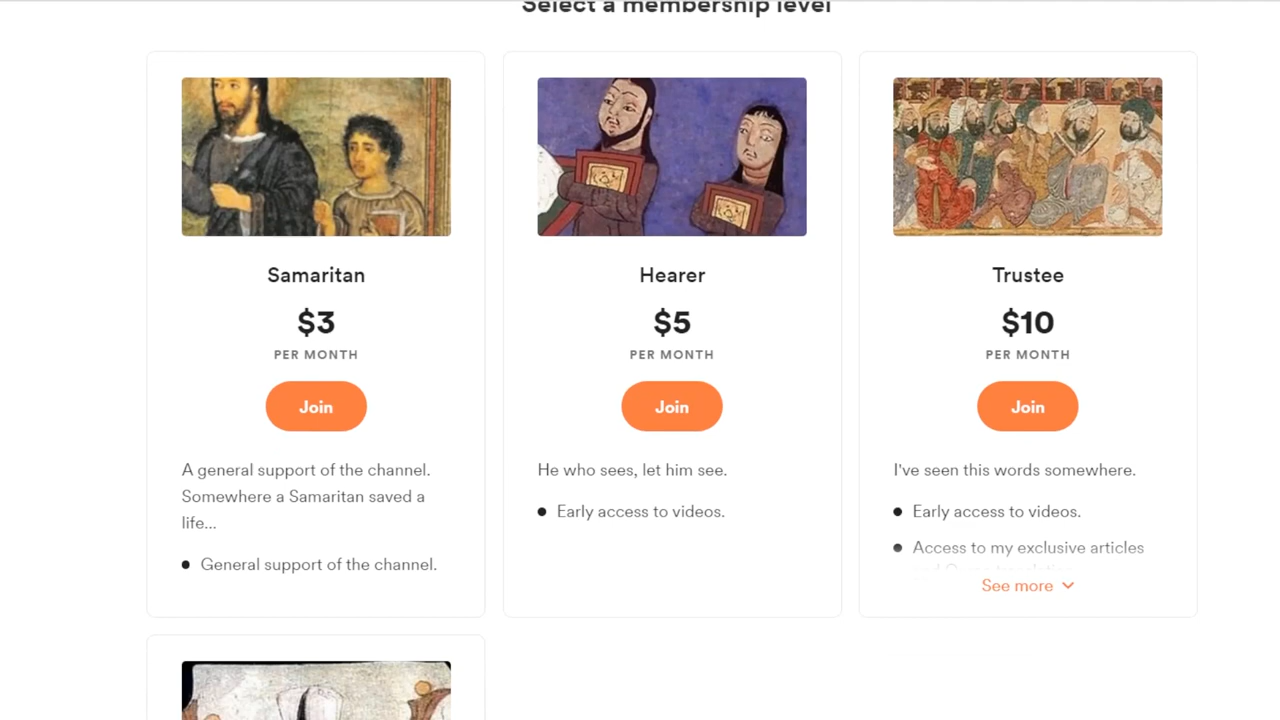 Select a membership level
Samaritan
$3
PER MONTH
Join
A general support of the channel.
Somewhere a Samaritan saved a
life...
General support of the channel.
Hearer
$5
PER MONTH
Join
He who sees, let him see.
Early access to videos.
Trustee
$10
PER MONTH
Join
I've seen this words somewhere.
Early access to videos.
Access to my exclusive articles
See more